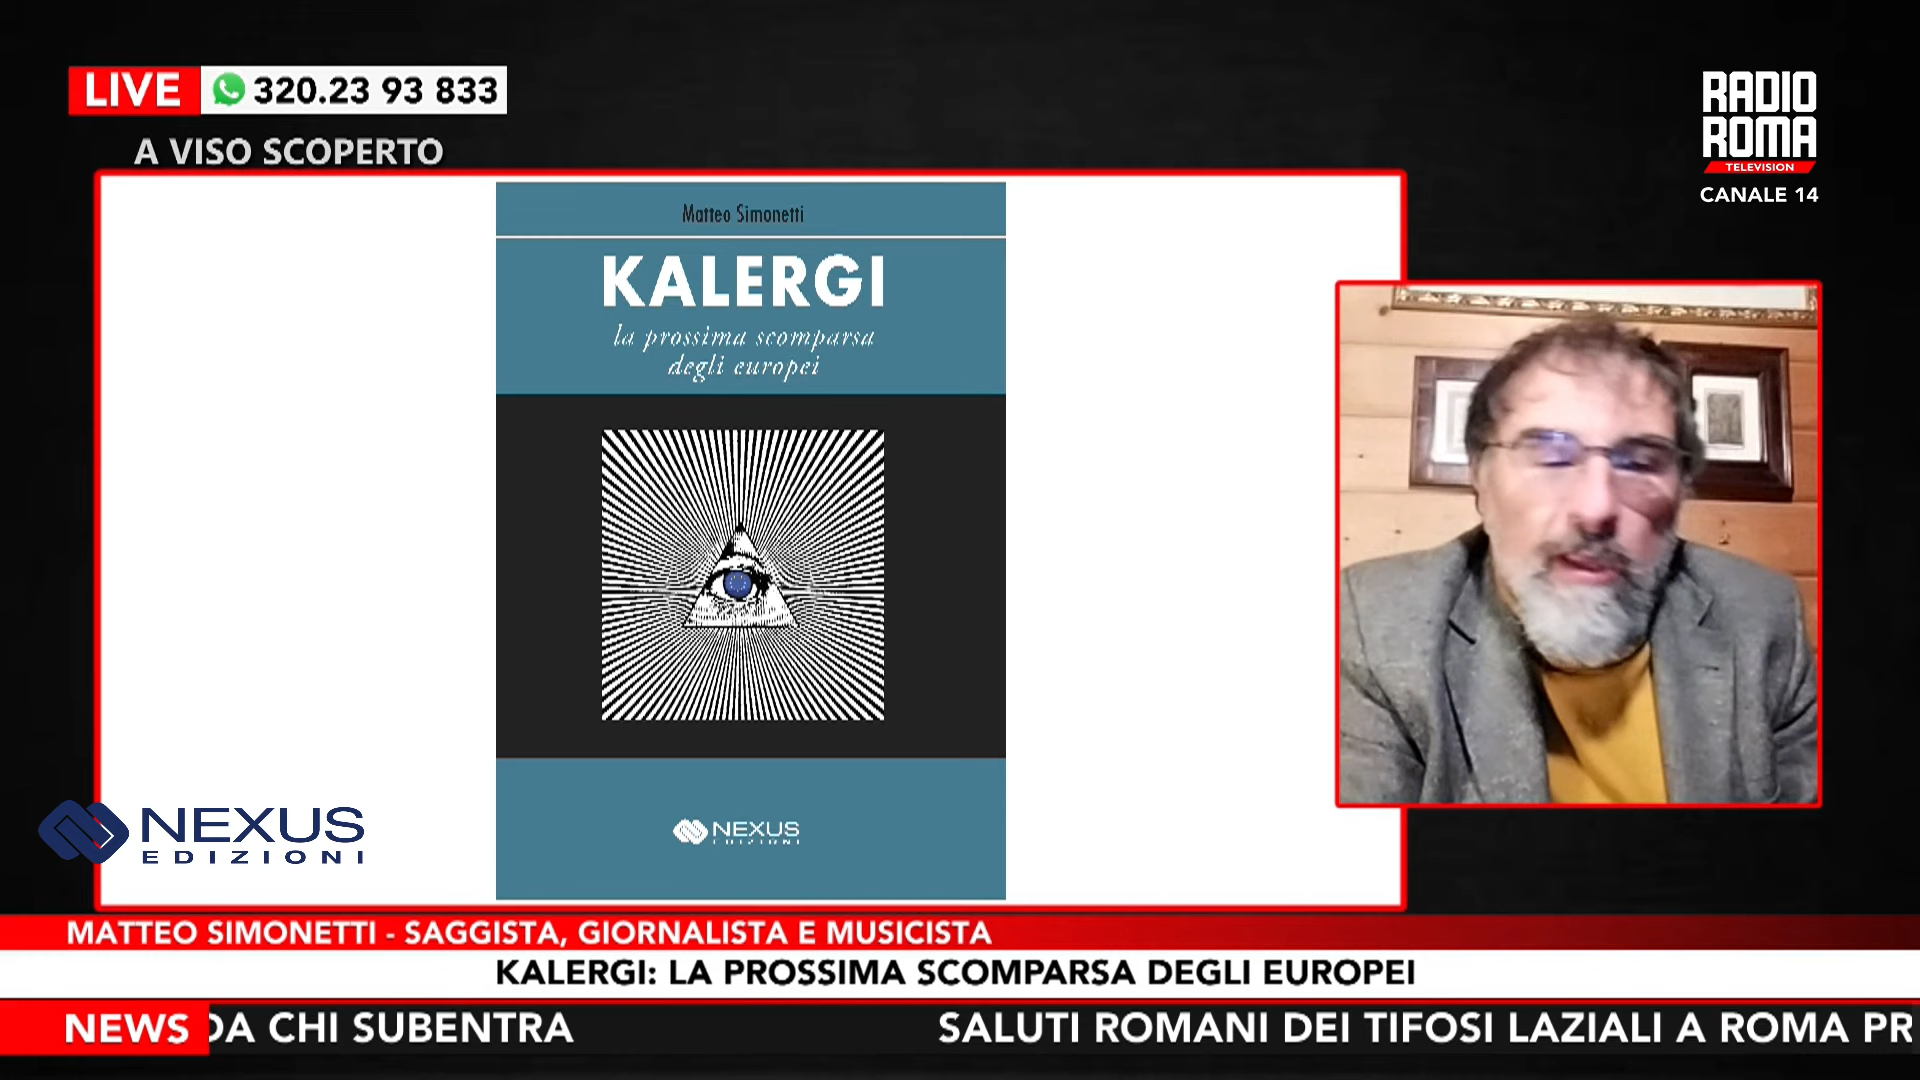 LIVE 320.23 93 833
A VISO SCOPERTO
RADIO
ROMA
TELEVISION
CANALE 14
Matteo Simonetti
KALERGI
la prossima scomparsa
degli europei
NEXUS
EDIZIONI
NEXUS
EDIZIONI
MATTEO SIMONETTI - SAGGISTA, GIORNALISTA E MUSICISTA
KALERGI: LA PROSSIMA SCOMPARSA DEGLI EUROPEI
NEWS DA CHI SUBENTRA SALUTI ROMANI DEI TIFOSI LAZIALI A ROMA PR